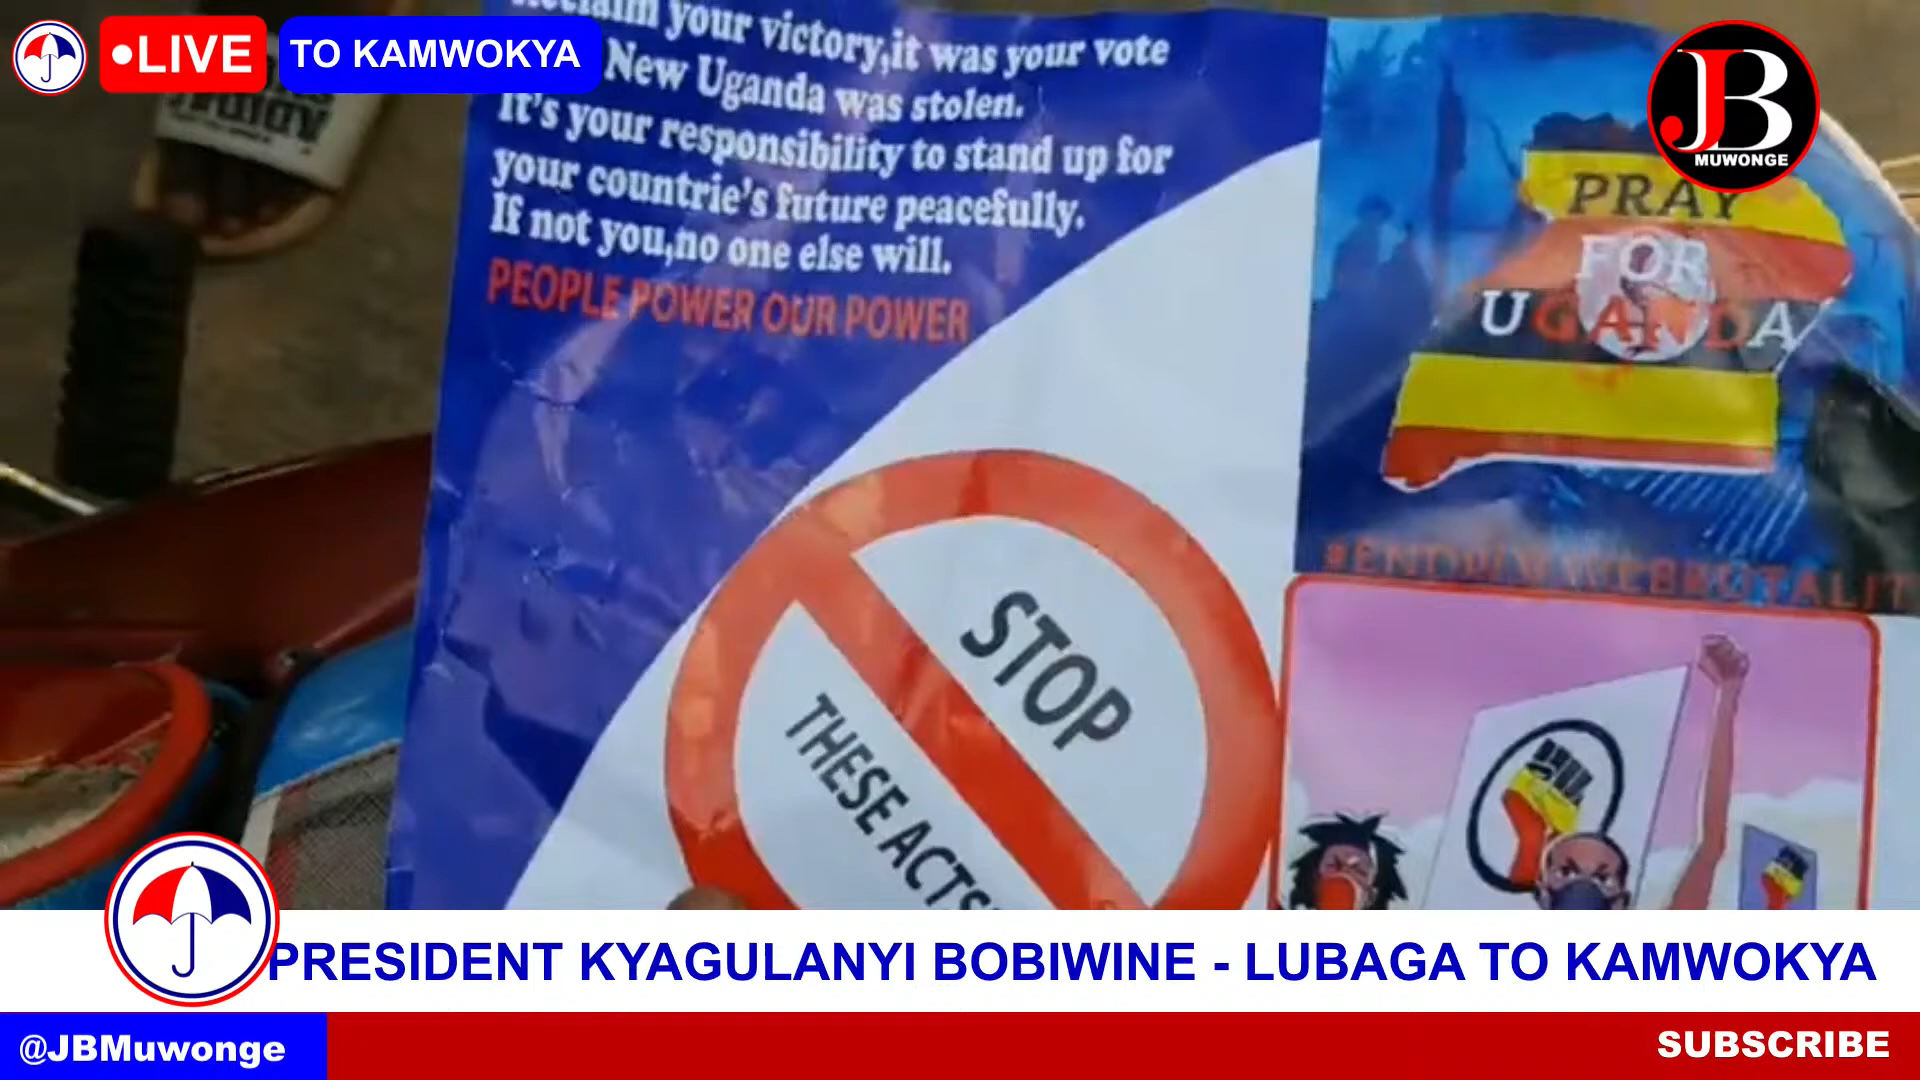 LIVE
TO KAMWOKYA
your victory,it was your vote
New Uganda was stolen.
It's your responsibility to stand up for
your countrie's future peacefully.
If not you,no one else will.
PEOPLE POWER OUR POWER
JB
MUWONGE
PRAY
FOR
UGANDA
STOP
THESE ACTS
PRESIDENT KYAGULANYI BOBIWINE - LUBAGA TO KAMWOKYA
@JBMuwonge
SUBSCRIBE